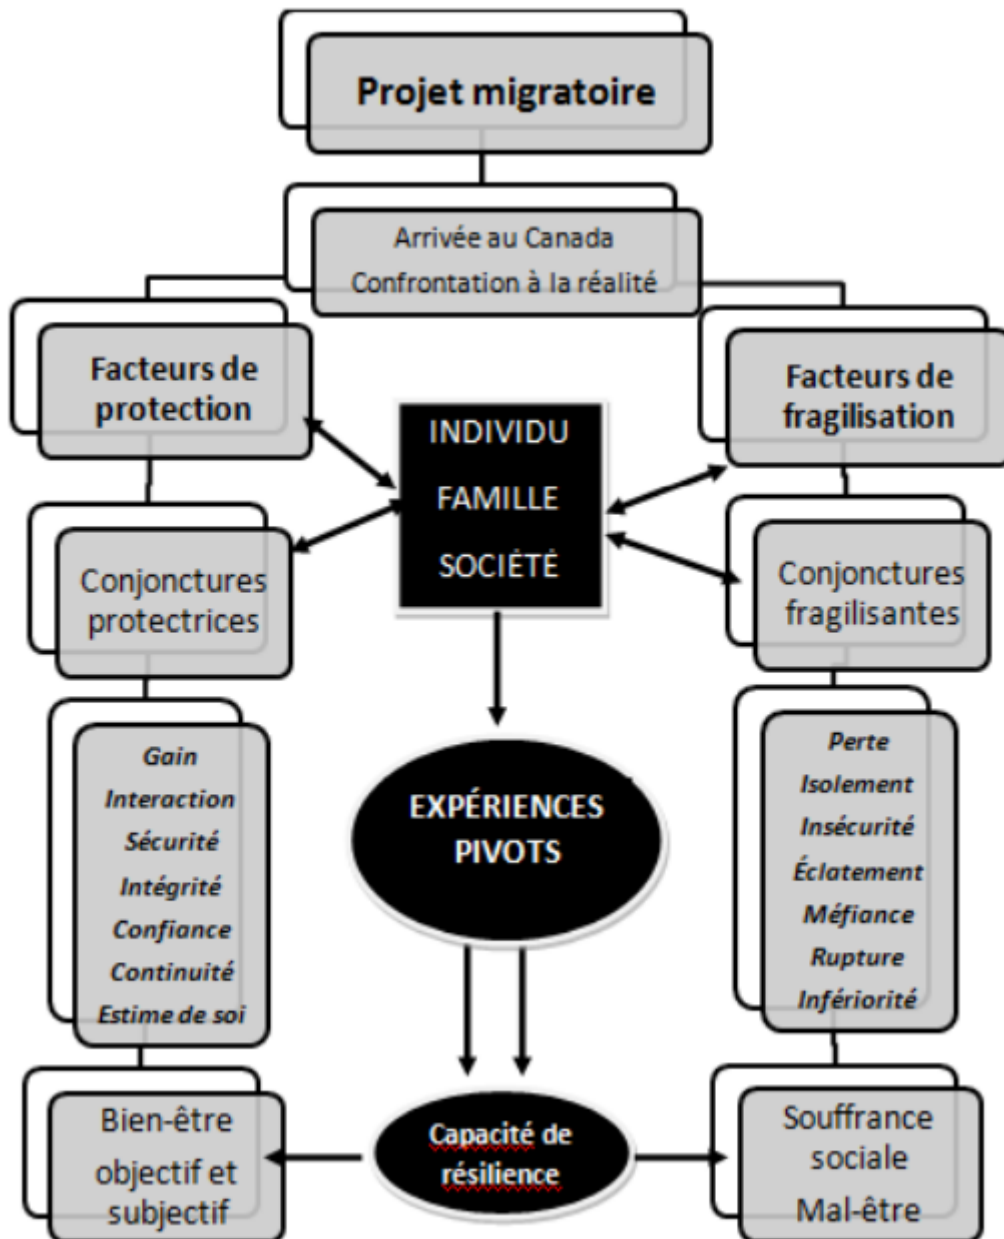 Projet migratoire
Arrivée au Canada
Confrontation à la réalité
Facteurs de
protection
INDIVIDU
FAMILLE
SOCIÉTÉ
Facteurs de
fragilisation
Conjonctures
protectrices
Conjonctures
fragilisantes
Gain
Interaction
Sécurité
Intégrité
Confiance
Continuité
Estime de soi
EXPÉRIENCES
PIVOTS
Perte
Isolement
Insécurité
Éclatement
Méfiance
Rupture
Infériorité
Bien-être
objectif et
subjectif
Capacité de
résilience
Souffrance
sociale
Mal-être